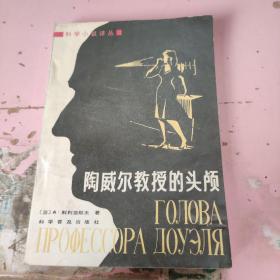 科学小说译丛
陶威尔教授的头颅
〔苏〕A·别利亚耶夫 著
科学普及出版社
ГОЛОВА
ПРОФЕССОРА ДОУЭЛЯ